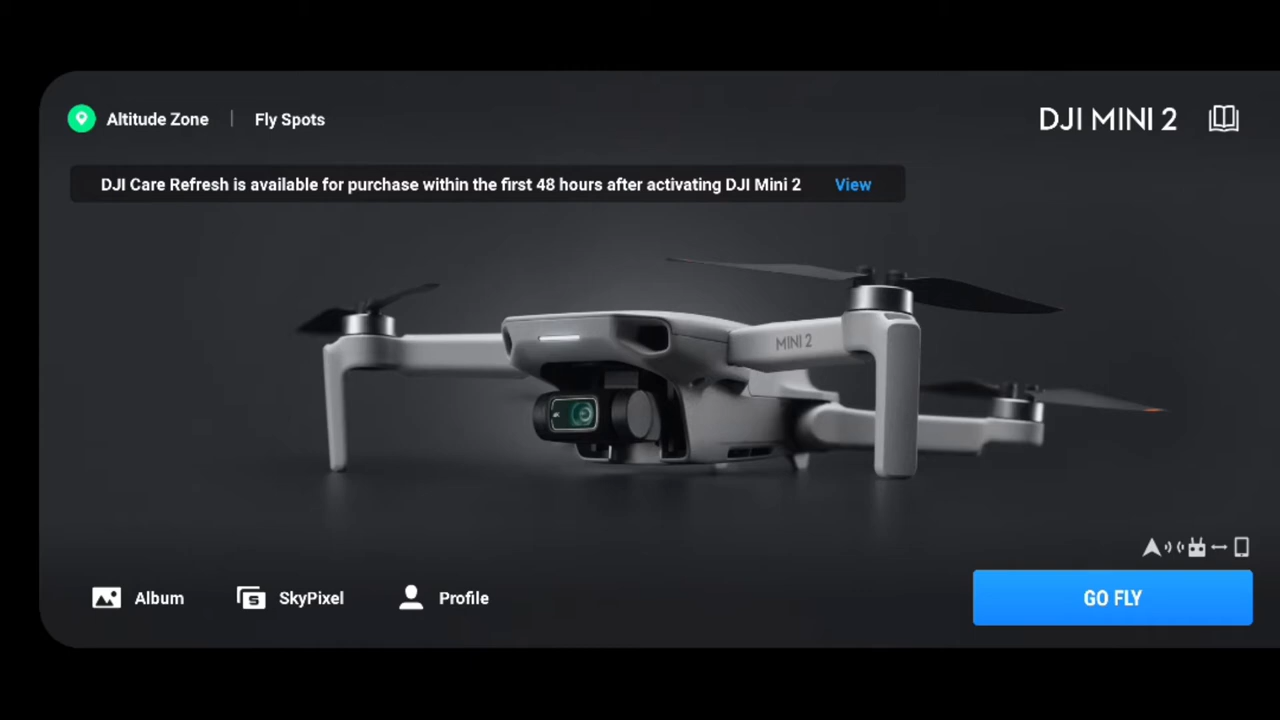 Altitude Zone | Fly Spots
DJI MINI 2
DJI Care Refresh is available for purchase within the first 48 hours after activating DJI Mini 2 View
MINI 2
4K
Album
S SkyPixel
Profile
GO FLY